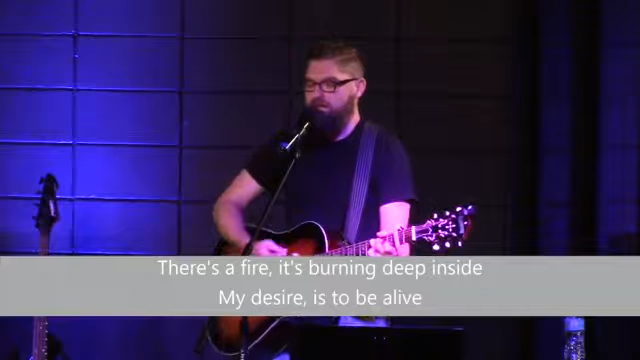 There's a fire, it's burning deep inside
My desire, is to be alive